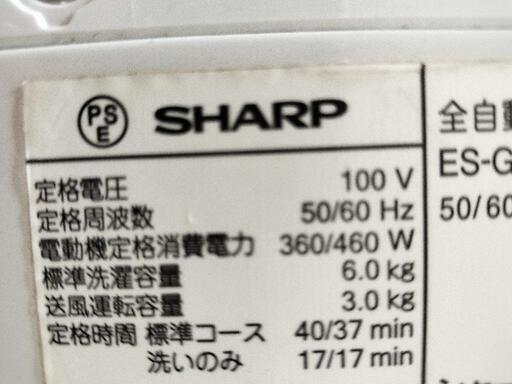 PSE SHARP
定格電圧 100 V
定格周波数 50/60 Hz
電動機定格消費電力 360/460 W
標準洗濯容量 6.0 kg
送風運転容量 3.0 kg
定格時間 標準コース 40/37 min
洗いのみ 17/17 min
全自動
ES-G
50/60